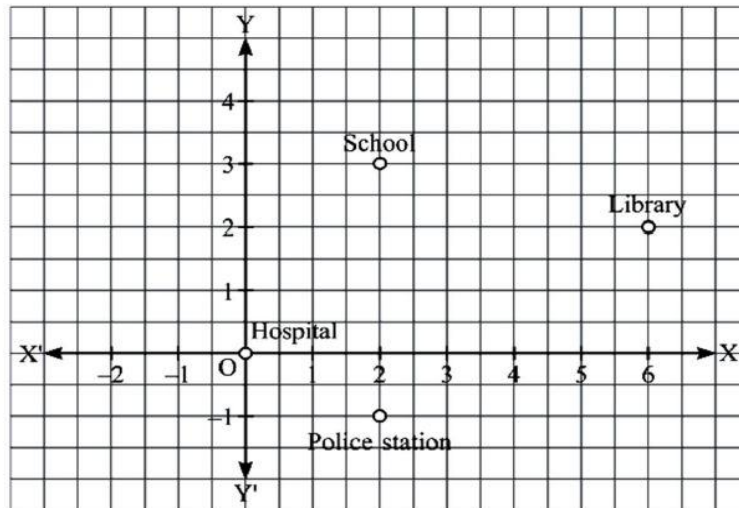 Y
4
School
3
Library
2
1
Hospital
X' O X
–2 –1 1 2 3 4 5 6
–1
Police station
Y'